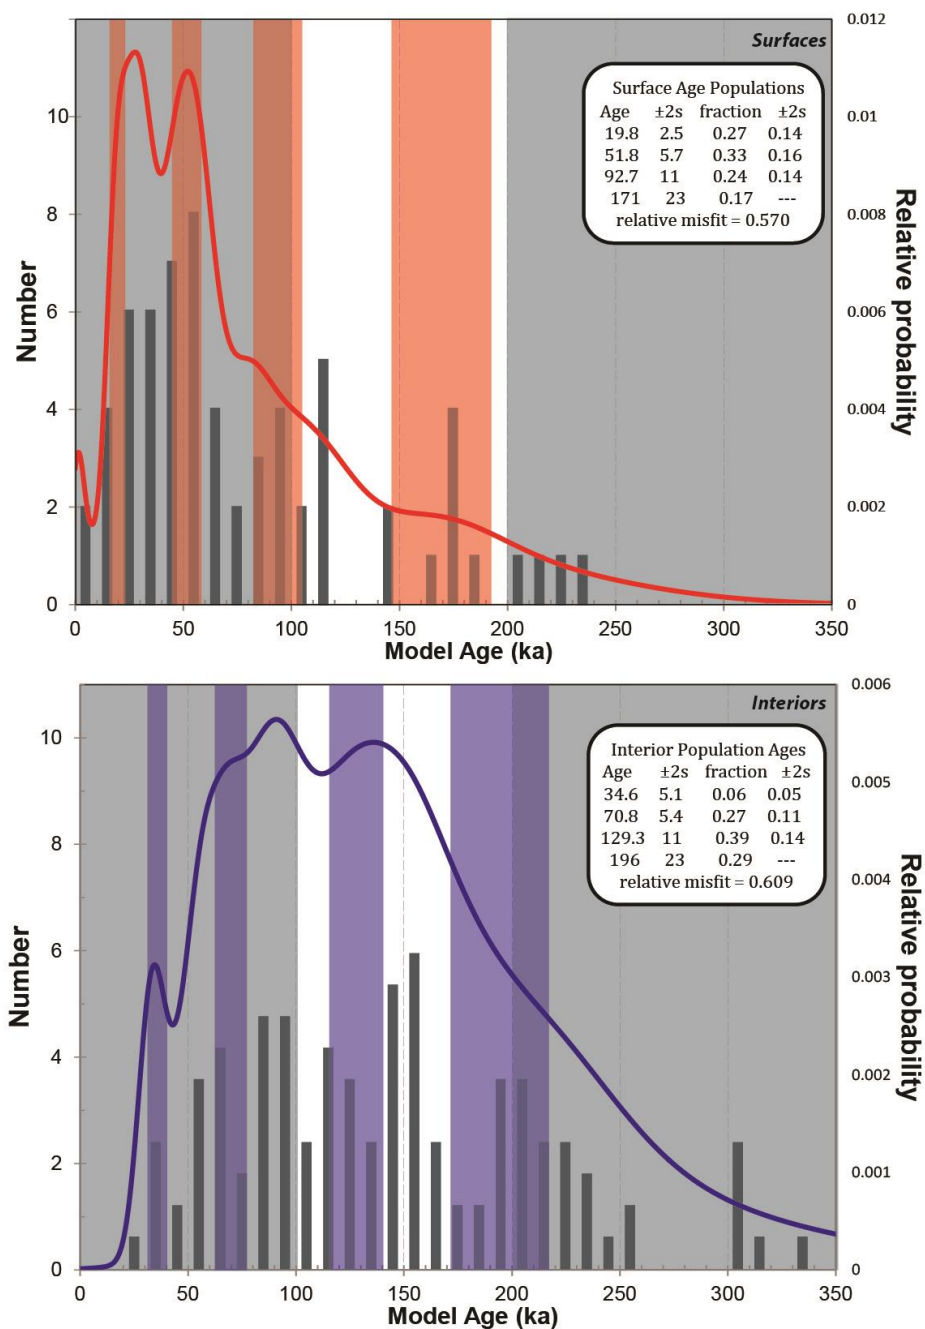 Surfaces
0.012
Surface Age Populations
Age ±2s fraction ±2s
19.8 2.5 0.27 0.14
51.8 5.7 0.33 0.16
92.7 11 0.24 0.14
171 23 0.17 ---
relative misfit = 0.570
10
8
6
4
2
0
Number
0.01
0.008
0.006
0.004
0.002
0
Relative probability
0 50 100 150 200 250 300 350
Model Age (ka)
Interiors
0.006
Interior Population Ages
Age ±2s fraction ±2s
34.6 5.1 0.06 0.05
70.8 5.4 0.27 0.11
129.3 11 0.39 0.14
196 23 0.29 ---
relative misfit = 0.609
10
8
6
4
2
0
Number
0.005
0.004
0.003
0.002
0.001
0
Relative probability
0 50 100 150 200 250 300 350
Model Age (ka)